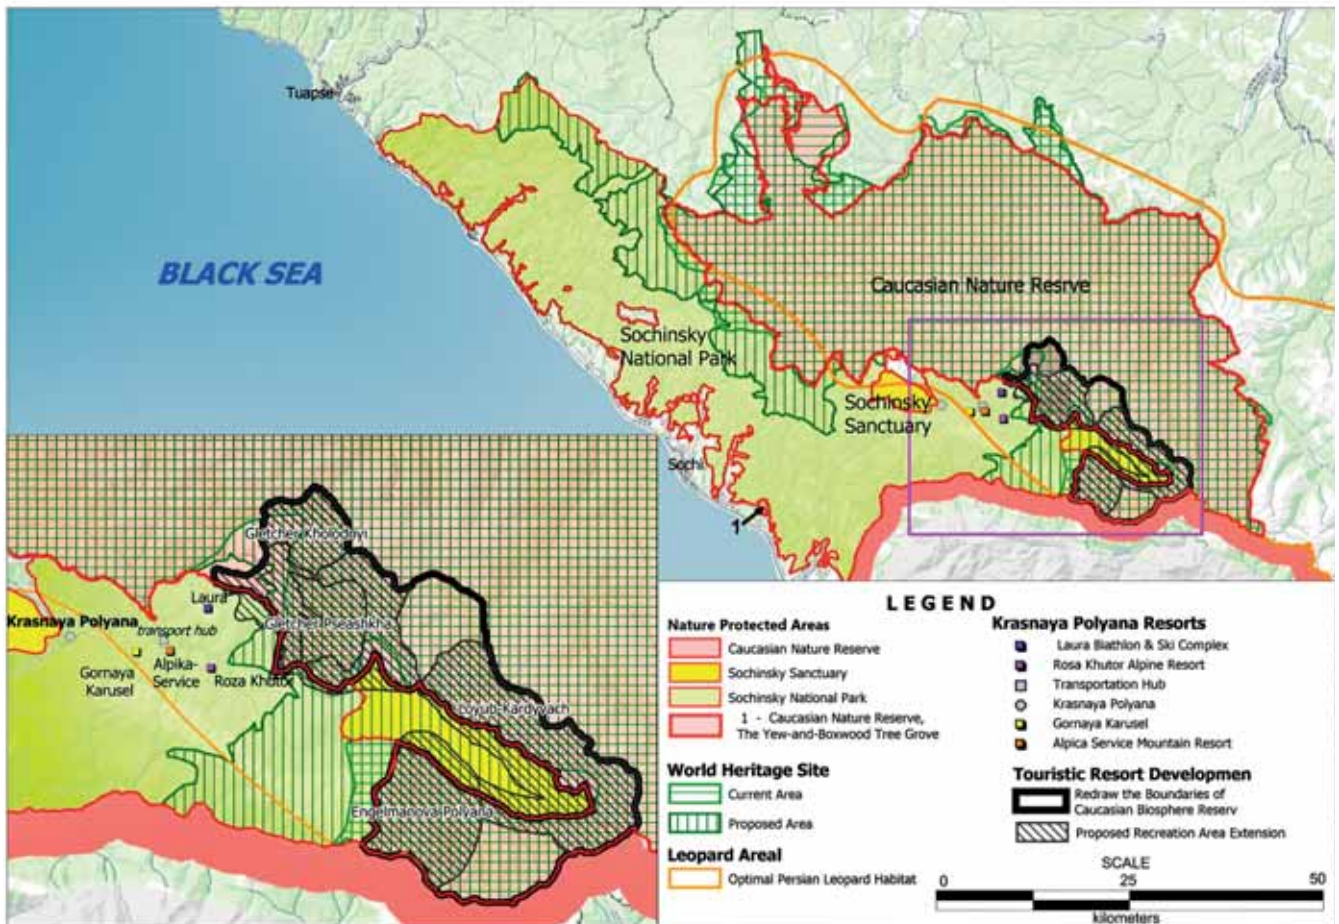 Tuapse
BLACK SEA
Caucasian Nature Resrve
Sochinsky
National Park
Sochinsky
Sanctuary
Sochi
1
Gletcher Kholodnyi
Laura
Krasnaya Polyana
transport hub
Gletcher Pseashkha
Gornaya
Karusel
Alpika-
Service
Roza Khutor
Engelmanova Polyana
LEGEND
Nature Protected Areas
Caucasian Nature Reserve
Sochinsky Sanctuary
Sochinsky National Park
1 - Caucasian Nature Reserve,
The Yew-and-Boxwood Tree Grove
World Heritage Site
Current Area
Proposed Area
Leopard Areal
Optimal Persian Leopard Habitat
Krasnaya Polyana Resorts
Laura Biathlon & Ski Complex
Rosa Khutor Alpine Resort
Transportation Hub
Krasnaya Polyana
Gornaya Karusel
Alpica Service Mountain Resort
Touristic Resort Developmen
Redraw the Boundaries of
Caucasian Biosphere Reserv
Proposed Recreation Area Extension
SCALE
0 25 50
kilometers